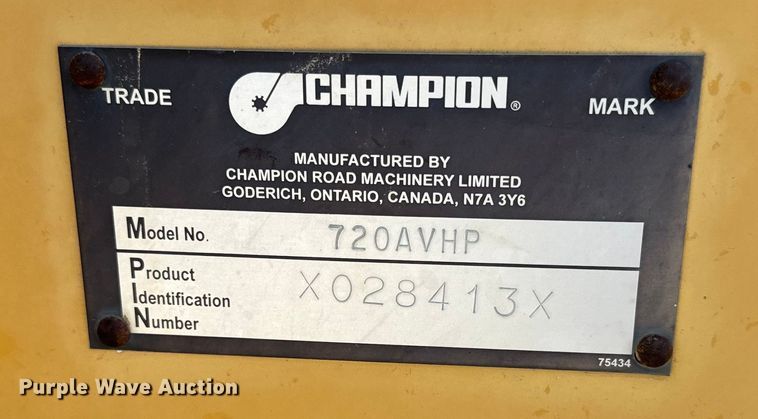 TRADE CHAMPION® MARK
MANUFACTURED BY
CHAMPION ROAD MACHINERY LIMITED
GODERICH, ONTARIO, CANADA, N7A 3Y6
Model No. 720AVHP
Product
Identification
Number
X028413X
75434
Purple Wave Auction